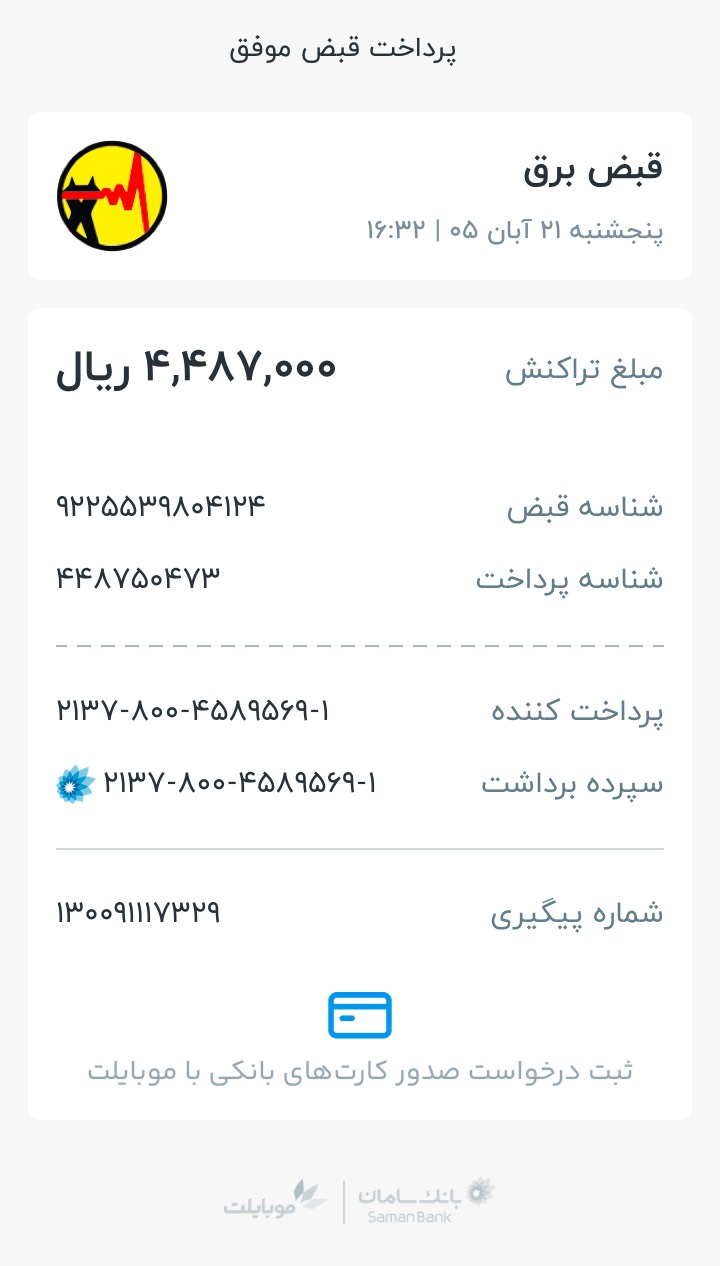 پرداخت قبض موفق
قبض برق
پنجشنبه ۲۱ آبان ۰۵ | ۱۶:۳۲
مبلغ تراکنش ۴,۴۸۷,۰۰۰ ریال
شناسه قبض ۹۲۲۵۵۳۹۸۰۴۱۲۴
شناسه پرداخت ۴۴۸۷۵۰۴۷۳
پرداخت کننده ۲۱۳۷-۸۰۰-۴۵۸۹۵۶۹-۱
سپرده برداشت ۲۱۳۷-۸۰۰-۴۵۸۹۵۶۹-۱
شماره پیگیری ۱۳۰۰۹۱۱۱۷۳۲۹
ثبت درخواست صدور کارت‌های بانکی با موبایلت
بانک سامان | موبایلت
Saman Bank